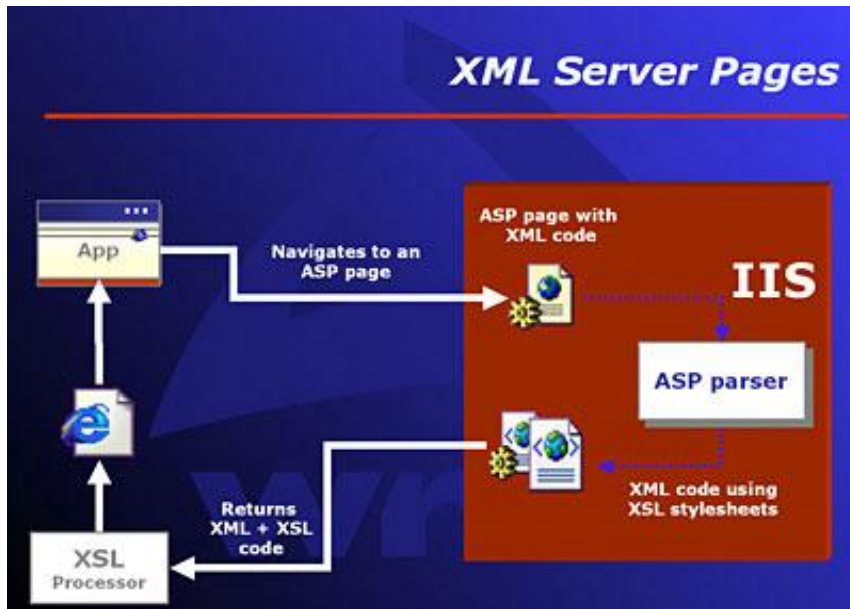 XML Server Pages
App
Navigates to an
ASP page
ASP page with
XML code
IIS
ASP parser
XML code using
XSL stylesheets
Returns
XML + XSL
code
XSL
Processor